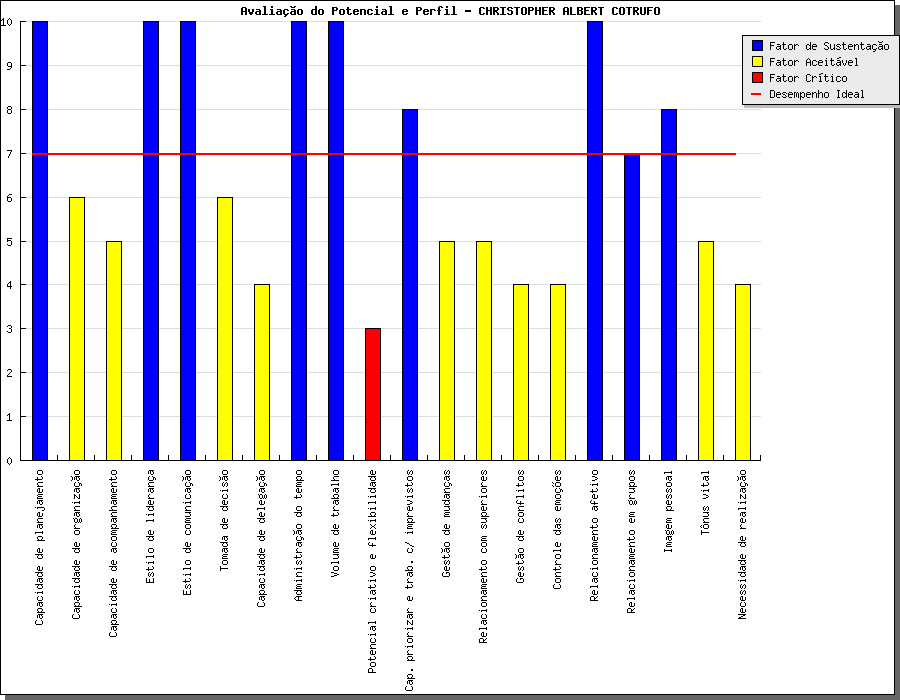 Avaliação do Potencial e Perfil - CHRISTOPHER ALBERT COTRUFO
Fator de Sustentação
Fator Aceitável
Fator Crítico
Desempenho Ideal
10
9
8
7
6
5
4
3
2
1
0
Capacidade de planejamento
Capacidade de organização
Capacidade de acompanhamento
Estilo de liderança
Estilo de comunicação
Tomada de decisão
Capacidade de delegação
Administração do tempo
Volume de trabalho
Potencial criativo e flexibilidade
Cap. priorizar e trab. c/ imprevistos
Gestão de mudanças
Relacionamento com superiores
Gestão de conflitos
Controle das emoções
Relacionamento afetivo
Relacionamento em grupos
Imagem pessoal
Tônus vital
Necessidade de realização